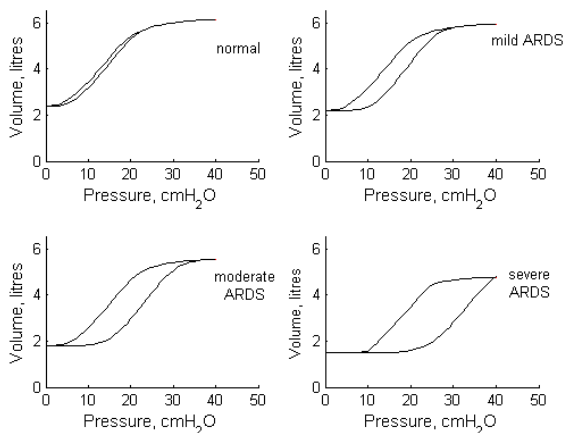 6
4
2
0
Volume, litres
normal
0 10 20 30 40 50
Pressure, cmH₂O
6
4
2
0
Volume, litres
mild ARDS
0 10 20 30 40 50
Pressure, cmH₂O
6
4
2
0
Volume, litres
moderate
ARDS
0 10 20 30 40 50
Pressure, cmH₂O
6
4
2
0
Volume, litres
severe
ARDS
0 10 20 30 40 50
Pressure, cmH₂O